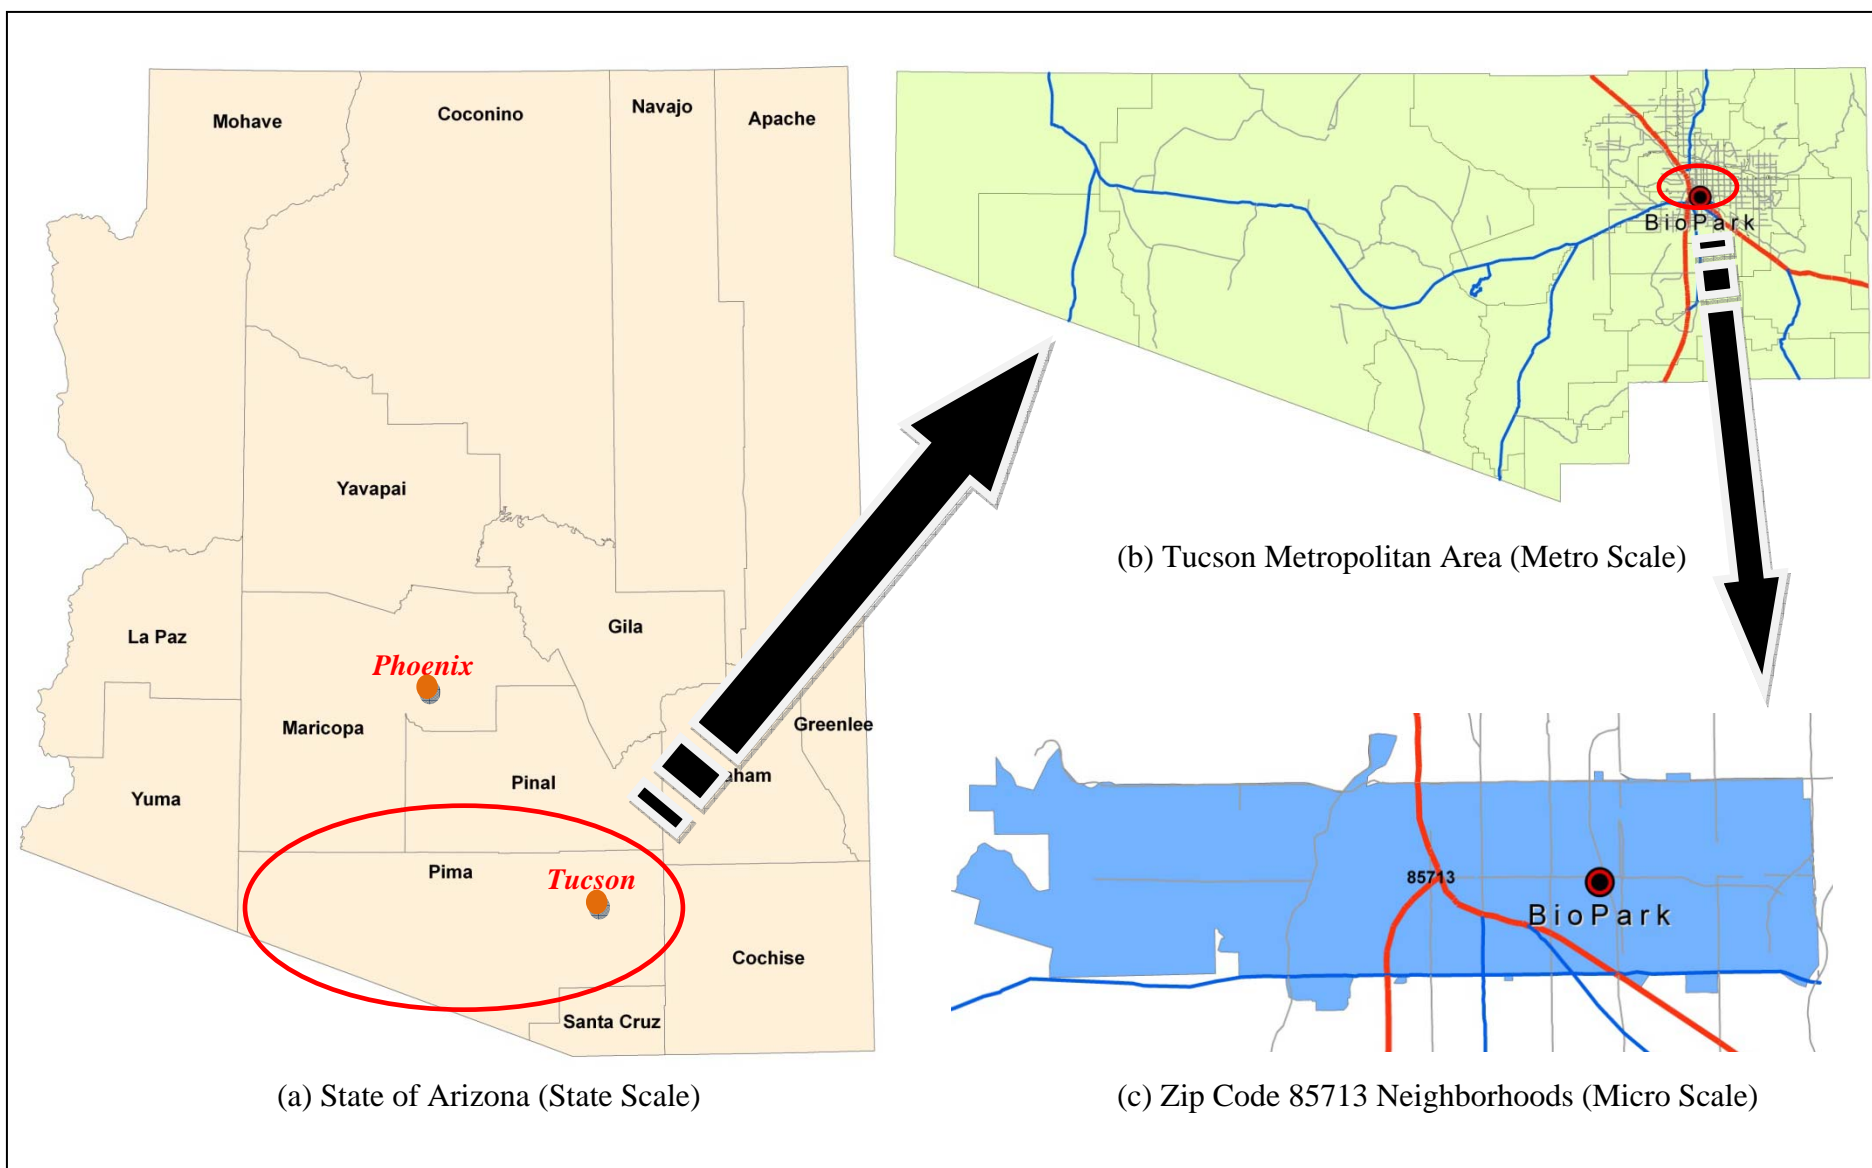 Mohave
Coconino
Navajo
Apache
Yavapai
La Paz
Gila
Phoenix
Maricopa
Greenlee
Pinal
aham
Yuma
Pima
Tucson
Cochise
Santa Cruz
(a) State of Arizona (State Scale)
BioPark
(b) Tucson Metropolitan Area (Metro Scale)
85713
BioPark
(c) Zip Code 85713 Neighborhoods (Micro Scale)